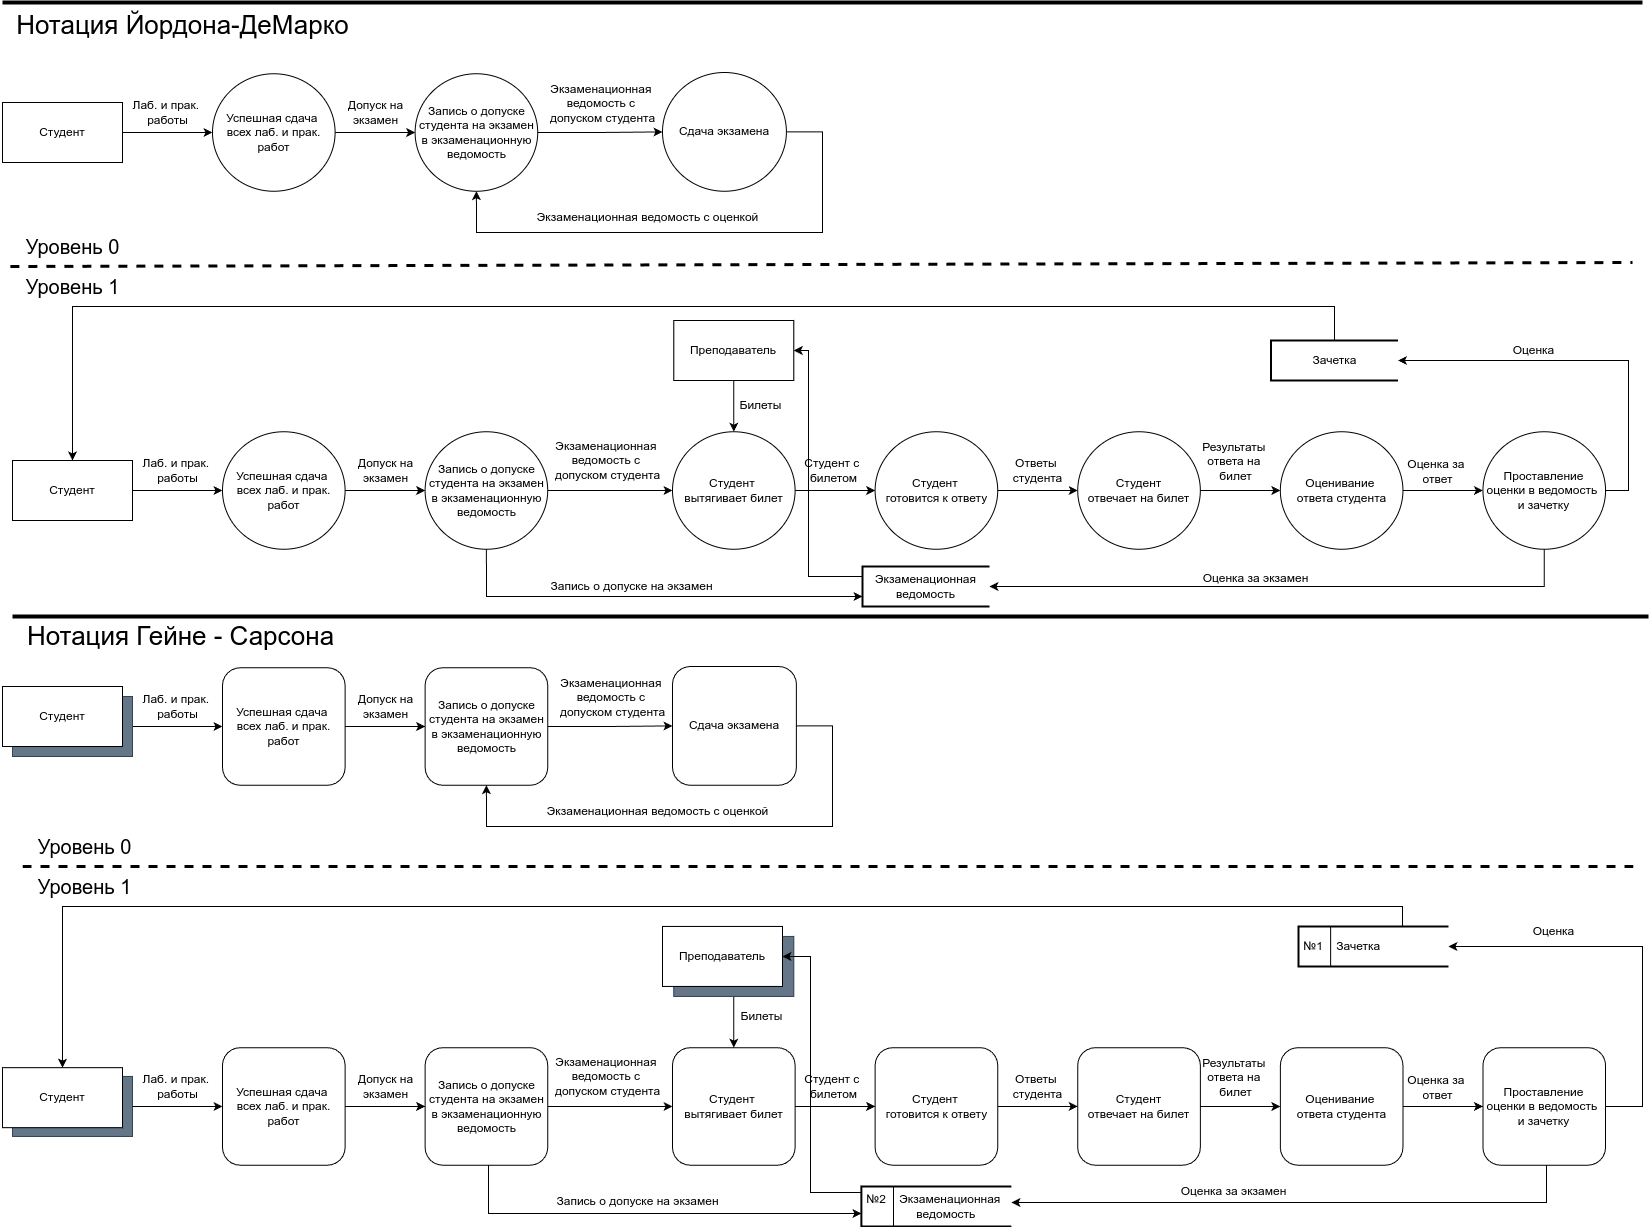 Нотация Йордона-ДеМарко
Студент
Лаб. и прак.
работы
Успешная сдача
всех лаб. и прак.
работ
Допуск на
экзамен
Запись о допуске
студента на экзамен
в экзаменационную
ведомость
Экзаменационная
ведомость с
допуском студента
Сдача экзамена
Экзаменационная ведомость с оценкой
Уровень 0
Уровень 1
Преподаватель
Билеты
Зачетка
Оценка
Студент
Лаб. и прак.
работы
Успешная сдача
всех лаб. и прак.
работ
Допуск на
экзамен
Запись о допуске
студента на экзамен
в экзаменационную
ведомость
Экзаменационная
ведомость с
допуском студента
Студент
вытягивает билет
Студент с
билетом
Студент
готовится к ответу
Ответы
студента
Студент
отвечает на билет
Результаты
ответа на
билет
Оценивание
ответа студента
Оценка за
ответ
Проставление
оценки в ведомость
и зачетку
Запись о допуске на экзамен
Экзаменационная
ведомость
Оценка за экзамен
Нотация Гейне - Сарсона
Студент
Лаб. и прак.
работы
Успешная сдача
всех лаб. и прак.
работ
Допуск на
экзамен
Запись о допуске
студента на экзамен
в экзаменационную
ведомость
Экзаменационная
ведомость с
допуском студента
Сдача экзамена
Экзаменационная ведомость с оценкой
Уровень 0
Уровень 1
Преподаватель
Билеты
№1 Зачетка
Оценка
Студент
Лаб. и прак.
работы
Успешная сдача
всех лаб. и прак.
работ
Допуск на
экзамен
Запись о допуске
студента на экзамен
в экзаменационную
ведомость
Экзаменационная
ведомость с
допуском студента
Студент
вытягивает билет
Студент с
билетом
Студент
готовится к ответу
Ответы
студента
Студент
отвечает на билет
Результаты
ответа на
билет
Оценивание
ответа студента
Оценка за
ответ
Проставление
оценки в ведомость
и зачетку
Запись о допуске на экзамен
№2 Экзаменационная
ведомость
Оценка за экзамен